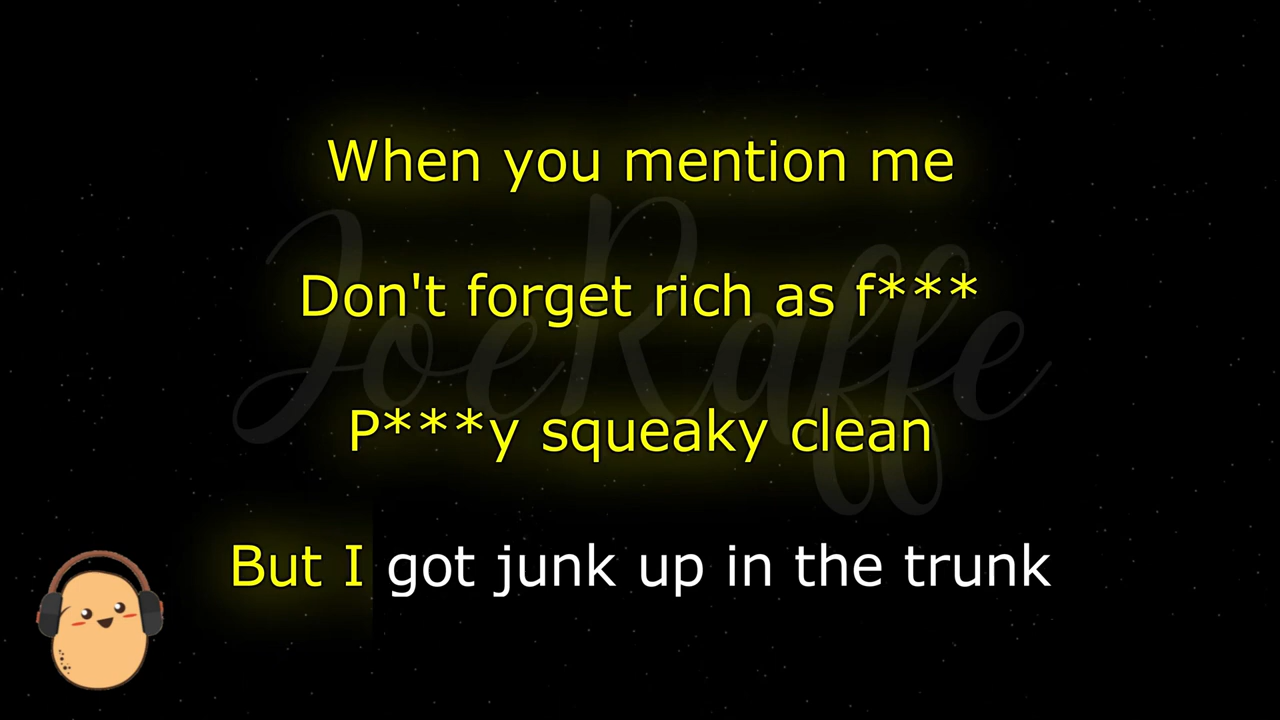 When you mention me
Don't forget rich as f***
JoeRaffe
P***y squeaky clean
But I got junk up in the trunk